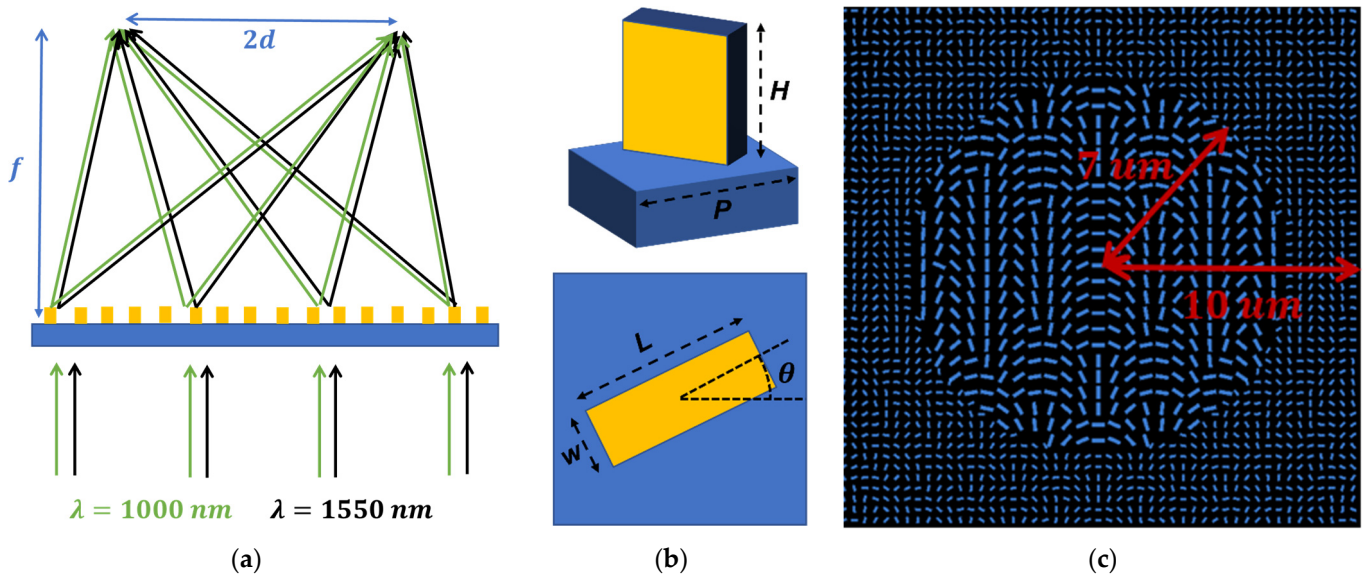 2d
f
λ = 1000 nm λ = 1550 nm
(a)
H
P
L
w
θ
(b)
7 um
10 um
(c)